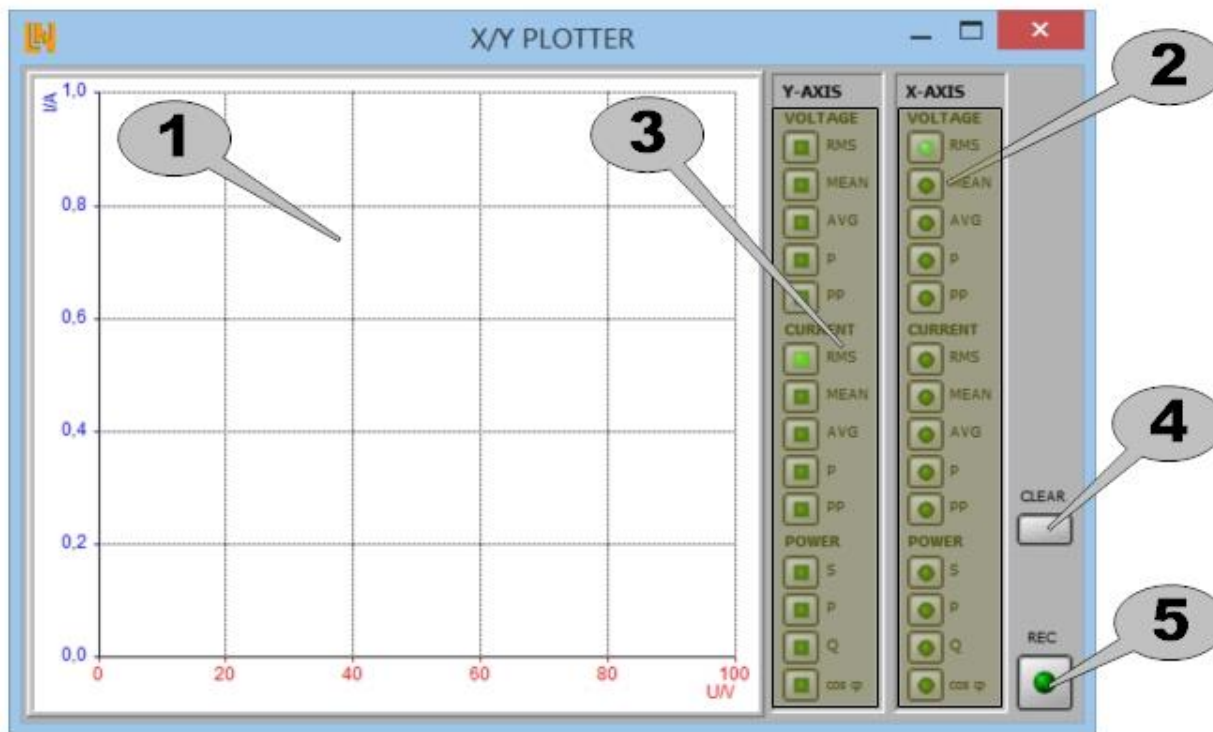 X/Y PLOTTER
I/A
1,0
0,8
0,6
0,4
0,2
0,0
0
20
40
60
80
100
U/V
1
2
3
4
5
Y-AXIS
VOLTAGE
RMS
MEAN
AVG
P
PP
CURRENT
RMS
MEAN
AVG
P
PP
POWER
S
P
Q
cos φ
X-AXIS
VOLTAGE
RMS
MEAN
AVG
P
PP
CURRENT
RMS
MEAN
AVG
P
PP
POWER
S
P
Q
cos φ
CLEAR
REC